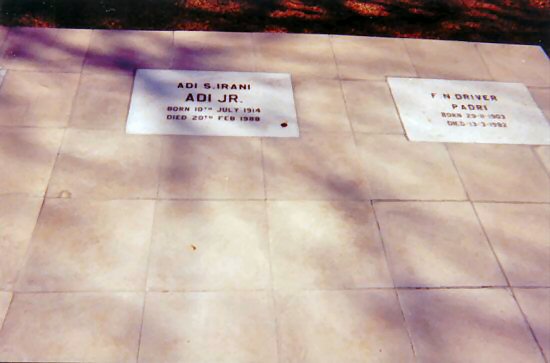 ADI S. IRANI
ADI JR.
BORN 10TH JULY 1914
DIED 20TH FEB 1988
F N DRIVER
PADRI
BORN 29-11-1903
DIED-13-3-1982